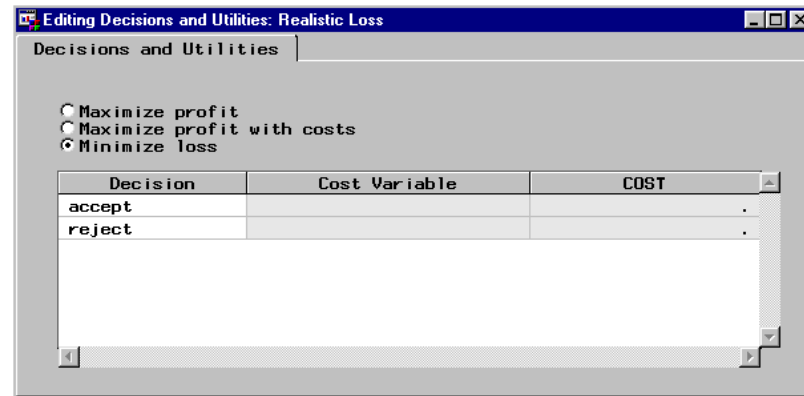 Editing Decisions and Utilities: Realistic Loss
Decisions and Utilities
Maximize profit
Maximize profit with costs
Minimize loss
Decision Cost Variable COST
accept .
reject .